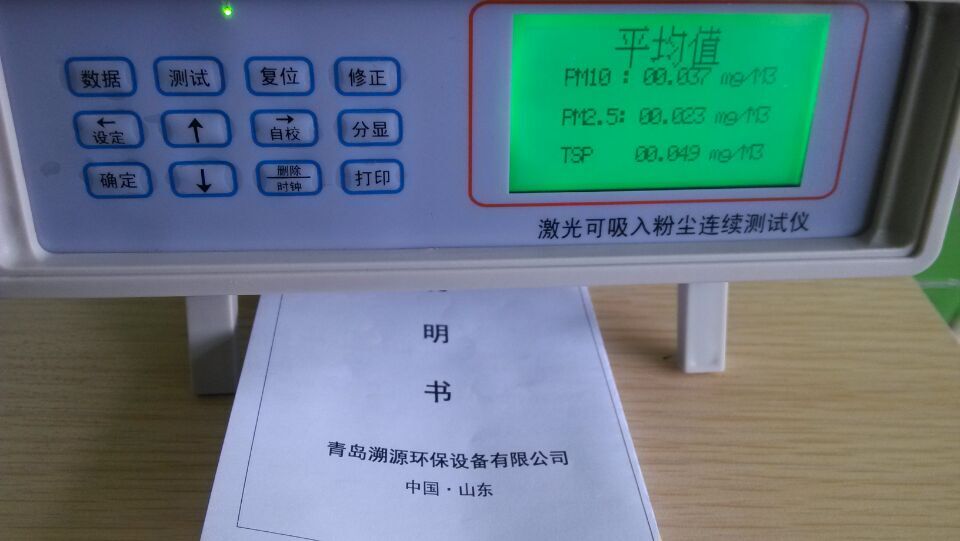 数据 测试 复位 修正
← 设定 ↑ → 自校 分显
确定 ↓ 删除 时钟 打印
平均值
PM10 : 00.037 mg/M3
PM2.5: 00.023 mg/M3
TSP 00.049 mg/M3
激光可吸入粉尘连续测试仪
明
书
青岛溯源环保设备有限公司
中国·山东